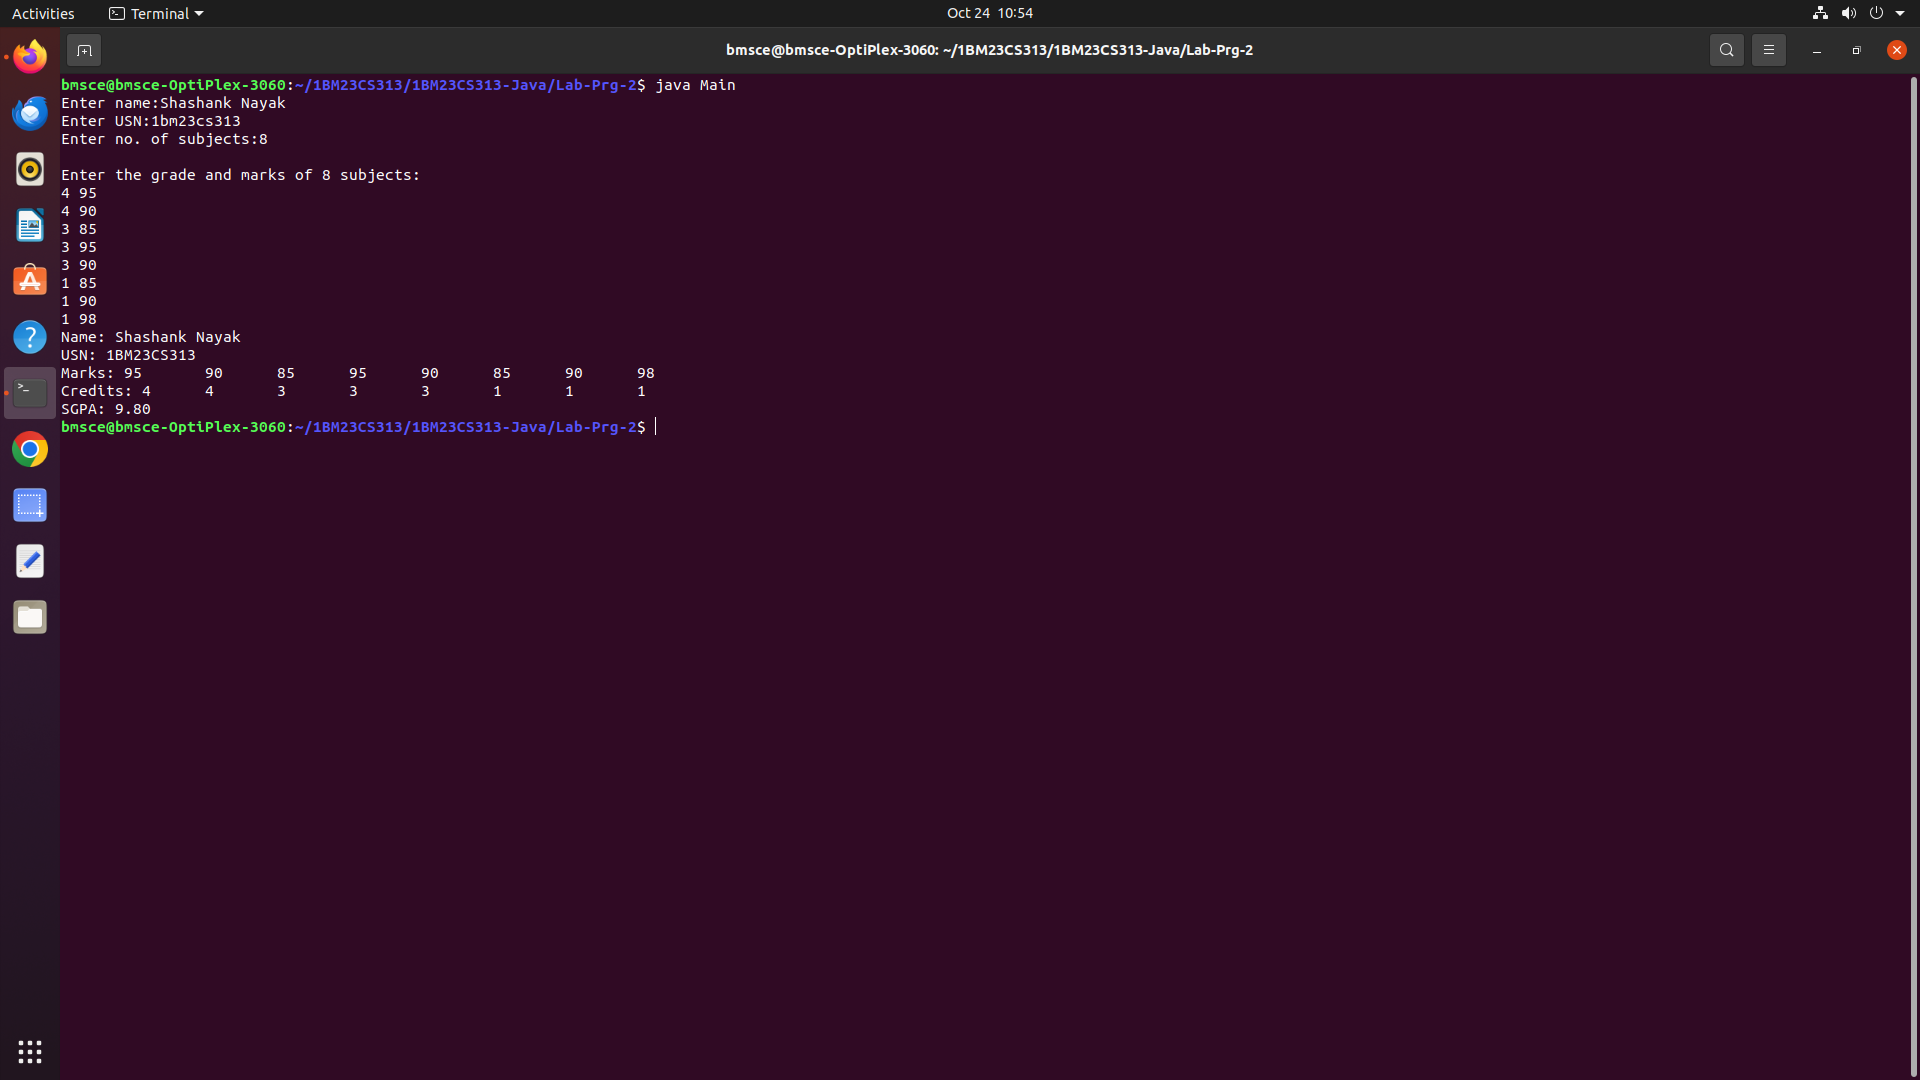 Activities Terminal Oct 24 10:54
bmsce@bmsce-OptiPlex-3060: ~/1BM23CS313/1BM23CS313-Java/Lab-Prg-2
bmsce@bmsce-OptiPlex-3060:~/1BM23CS313/1BM23CS313-Java/Lab-Prg-2$ java Main
Enter name:Shashank Nayak
Enter USN:1bm23cs313
Enter no. of subjects:8
Enter the grade and marks of 8 subjects:
4 95
4 90
3 85
3 95
3 90
1 85
1 90
1 98
Name: Shashank Nayak
USN: 1BM23CS313
Marks: 95 90 85 95 90 85 90 98
Credits: 4 4 3 3 3 1 1 1
SGPA: 9.80
bmsce@bmsce-OptiPlex-3060:~/1BM23CS313/1BM23CS313-Java/Lab-Prg-2$